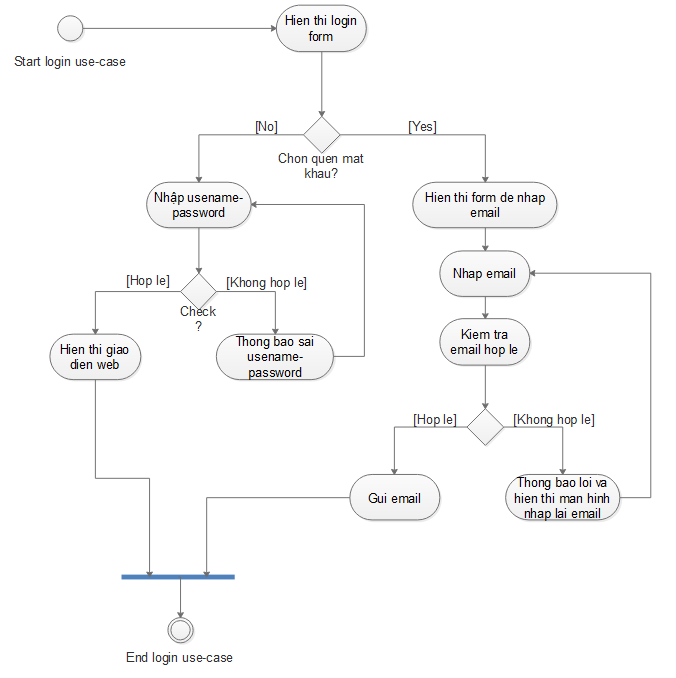 Hien thi login
form
Start login use-case
[No]
[Yes]
Chon quen mat
khau?
Nhập usename-
password
Hien thi form de nhap
email
Nhap email
[Hop le]
[Khong hop le]
Check
?
Hien thi giao
dien web
Thong bao sai
usename-
password
Kiem tra
email hop le
[Hop le]
[Khong hop le]
Gui email
Thong bao loi va
hien thi man hinh
nhap lai email
End login use-case